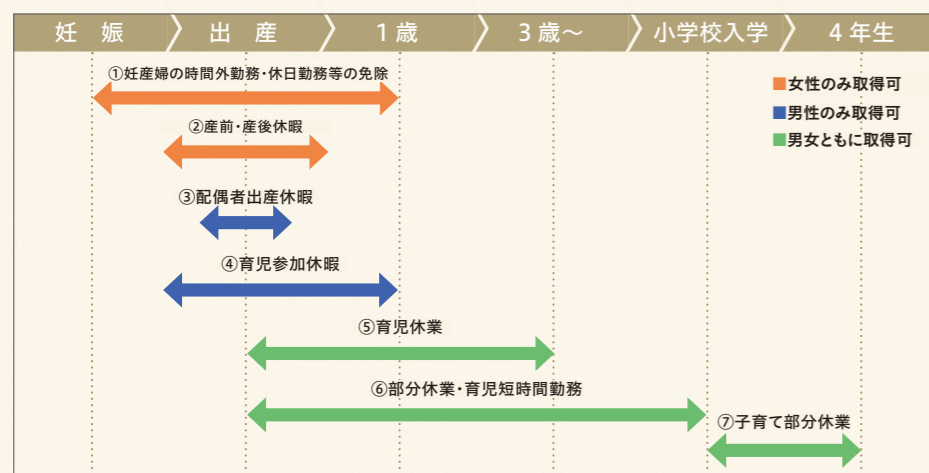 妊 娠 出 産 1歳 3歳～ 小学校入学 4年生
①妊産婦の時間外勤務・休日勤務等の免除
■女性のみ取得可
■男性のみ取得可
■男女ともに取得可
②産前・産後休暇
③配偶者出産休暇
④育児参加休暇
⑤育児休業
⑥部分休業・育児短時間勤務
⑦子育て部分休業